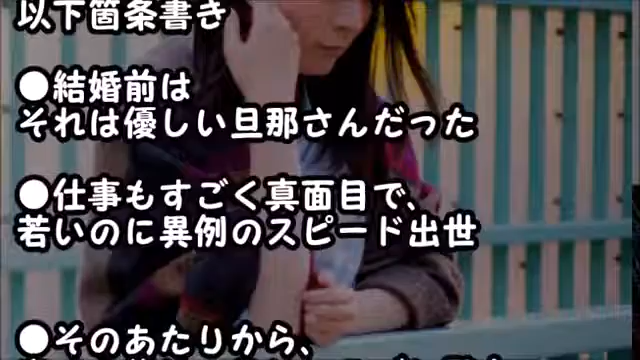 以下箇条書き
●結婚前は
それは優しい旦那さんだった
●仕事もすごく真面目で、
若いのに異例のスピード出世
●そのあたりから、